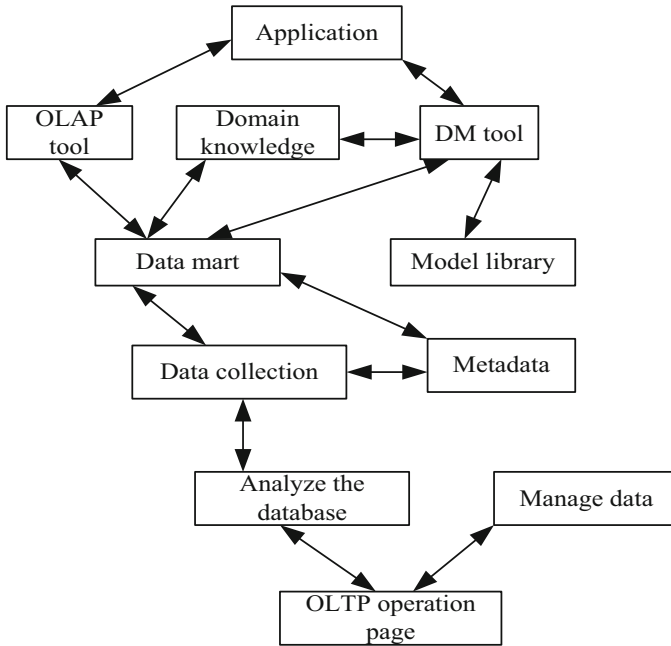 Application
OLAP
tool
Domain
knowledge
DM tool
Data mart
Model library
Data collection
Metadata
Analyze the
database
Manage data
OLTP operation
page